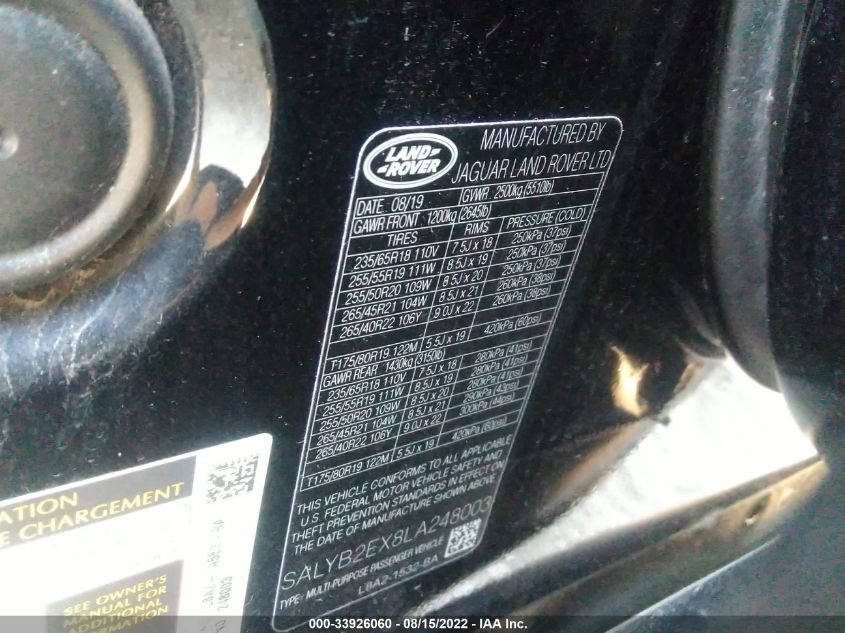 LAND
ROVER
MANUFACTURED BY
JAGUAR LAND ROVER LTD
DATE 08/19 GVWR 2500kg (5510lb)
GAWR FRONT 1200kg (2645lb)
TIRES RIMS PRESSURE (COLD)
235/65R18 110V 7.5J x 18 250kPa (37psi)
255/55R19 111W 8.5J x 19 250kPa (37psi)
255/50R20 109W 8.5J x 20 250kPa (37psi)
265/45R21 104W 8.5J x 21 260kPa (38psi)
265/40R22 106Y 9.0J x 22 260kPa (38psi)
T175/80R19 122M 5.5J x 19 420kPa (60psi)
GAWR REAR 1430kg (3150lb)
235/65R18 110V 7.5J x 18 280kPa (41psi)
255/55R19 111W 8.5J x 19 280kPa (41psi)
255/50R20 109W 8.5J x 20 280kPa (41psi)
265/45R21 104W 8.5J x 21 290kPa (43psi)
265/40R22 106Y 9.0J x 22 300kPa (44psi)
T175/80R19 122M 5.5J x 19 420kPa (60psi)
THIS VEHICLE CONFORMS TO ALL APPLICABLE
U.S. FEDERAL MOTOR VEHICLE SAFETY AND
THEFT PREVENTION STANDARDS IN EFFECT ON
THE DATE OF MANUFACTURE SHOWN ABOVE
SALYB2EX8LA248003
TYPE: MULTI-PURPOSE PASSENGER VEHICLE
L8A2-1532-BA
ATION
E CHARGEMENT
SEE OWNER'S
MANUAL FOR
ADDITIONAL
INFORMATION
248003
000-33926060 - 08/15/2022 - IAA Inc.